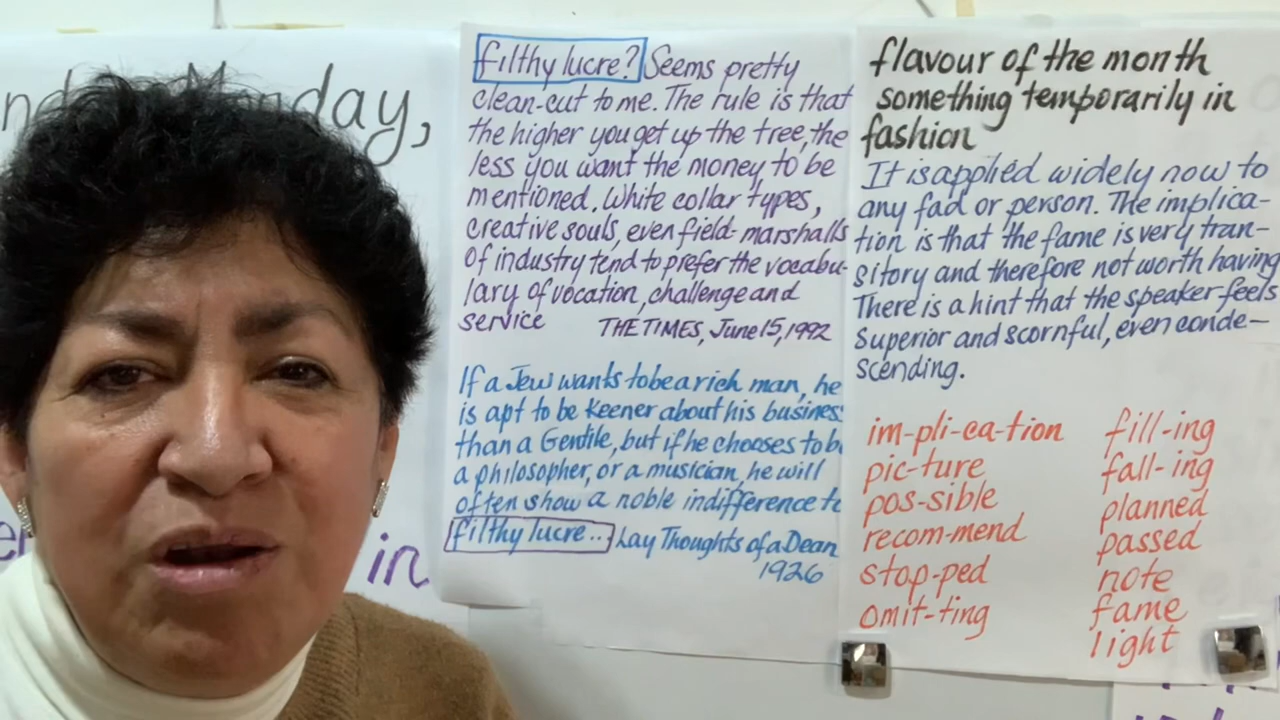 Monday,
in
filthy lucre? Seems pretty
clean-cut to me. The rule is that
the higher you get up the tree, the
less you want the money to be
mentioned. White collar types,
creative souls, even field-marshalls
of industry tend to prefer the vocabu-
lary of vocation, challenge and
service THE TIMES, June 15, 1992
If a Jew wants to be a rich man, he
is apt to be keener about his busines
than a Gentile, but if he chooses to b
a philosopher, or a musician, he will
often show a noble indifference to
filthy lucre... Lay Thoughts of a Dean
1926
flavour of the month
something temporarily in
fashion
It is applied widely now to
any fad or person. The implica-
tion is that the fame is very tran-
sitory and therefore not worth having
There is a hint that the speaker feels
superior and scornful, even conde-
scending.
im-pli-ca-tion
pic-ture
pos-sible
recom-mend
stop-ped
omit-ting
fill-ing
fall-ing
planned
passed
note
fame
light